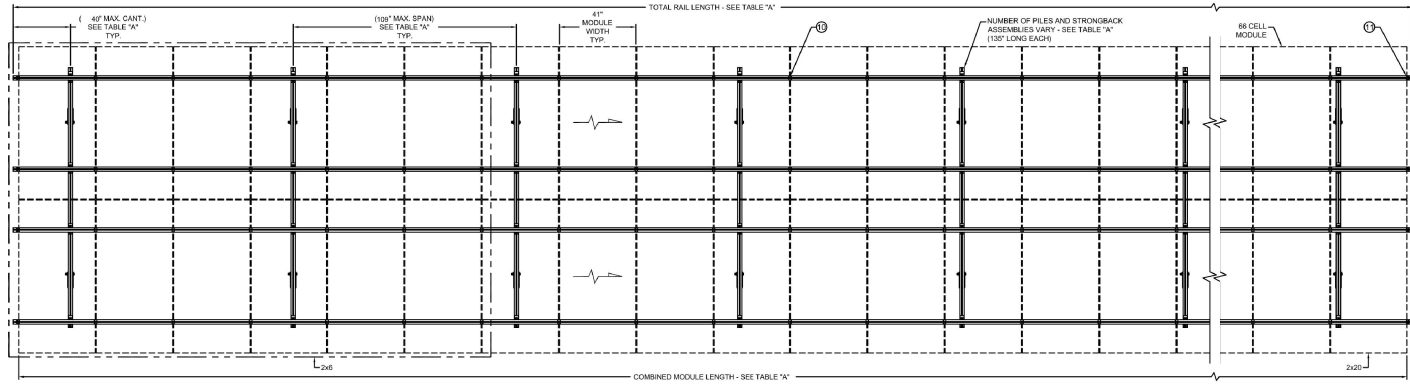 TOTAL RAIL LENGTH - SEE TABLE "A"
( 40" MAX. CANT.)
SEE TABLE "A"
TYP.
(109" MAX. SPAN)
SEE TABLE "A"
TYP.
41"
MODULE
WIDTH
TYP.
10
NUMBER OF PILES AND STRONGBACK
ASSEMBLIES VARY - SEE TABLE "A"
(135" LONG EACH)
66 CELL
MODULE
11
2x6
2x20
COMBINED MODULE LENGTH - SEE TABLE "A"